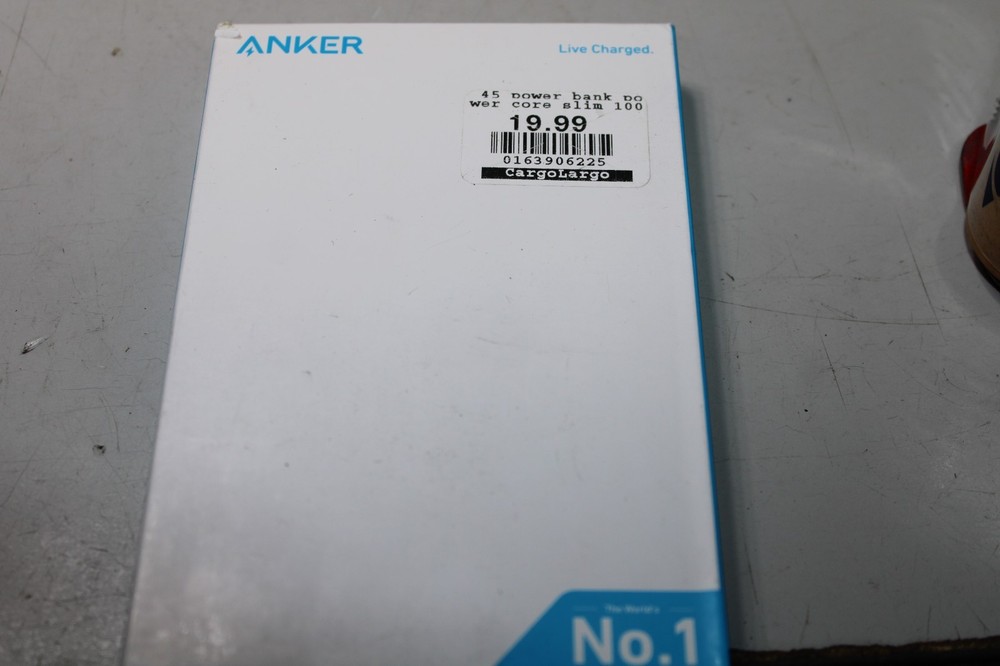 ANKER
Live Charged.
45 power bank po
wer core slim 100
19.99
0163906225
CargoLargo
The World's
No.1